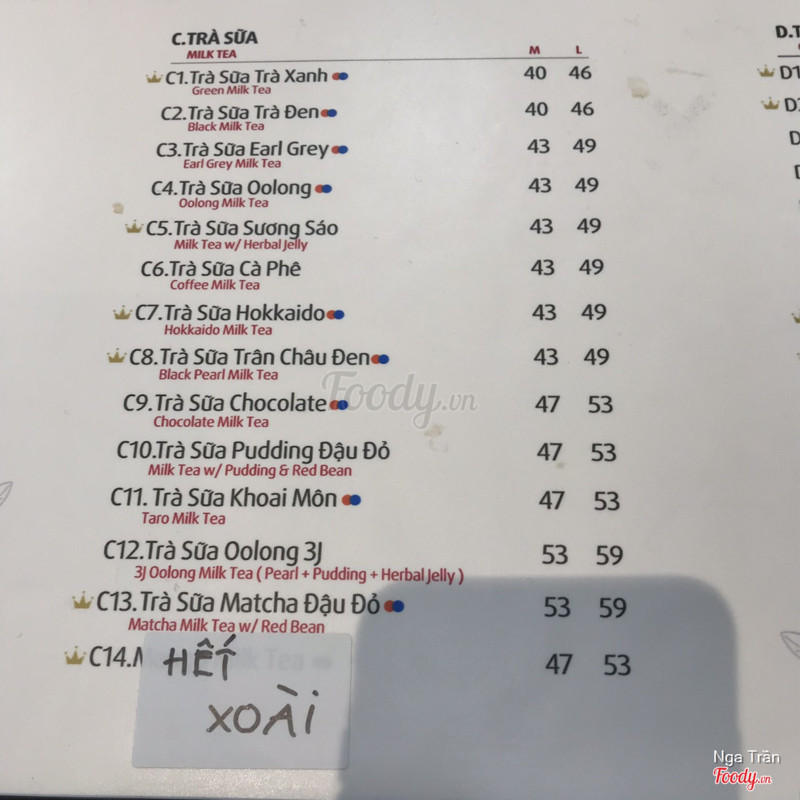 C.TRÀ SỮA
MILK TEA
M L
C1.Trà Sữa Trà Xanh 40 46
Green Milk Tea
C2.Trà Sữa Trà Đen 40 46
Black Milk Tea
C3.Trà Sữa Earl Grey 43 49
Earl Grey Milk Tea
C4.Trà Sữa Oolong 43 49
Oolong Milk Tea
C5.Trà Sữa Sương Sáo 43 49
Milk Tea w/ Herbal Jelly
C6.Trà Sữa Cà Phê 43 49
Coffee Milk Tea
C7.Trà Sữa Hokkaido 43 49
Hokkaido Milk Tea
C8.Trà Sữa Trân Châu Đen 43 49
Black Pearl Milk Tea
C9.Trà Sữa Chocolate 47 53
Chocolate Milk Tea
C10.Trà Sữa Pudding Đậu Đỏ 47 53
Milk Tea w/ Pudding & Red Bean
C11. Trà Sữa Khoai Môn 47 53
Taro Milk Tea
C12.Trà Sữa Oolong 3J 53 59
3J Oolong Milk Tea ( Pearl + Pudding + Herbal Jelly )
C13.Trà Sữa Matcha Đậu Đỏ 53 59
Matcha Milk Tea w/ Red Bean
C14. 47 53
HẾT
XOÀI
D.T
D1
Foody.vn
Nga Trần
Foody.vn